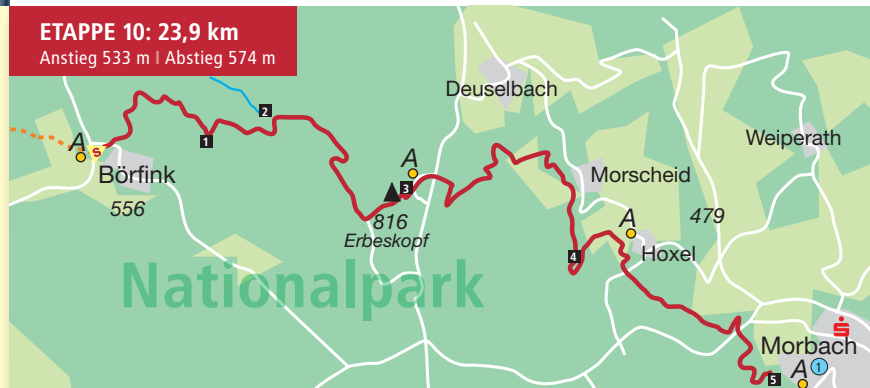 ETAPPE 10: 23,9 km
Anstieg 533 m I Abstieg 574 m
Deuselbach
2
1
A
S
Börfink
556
A
3
816
Erbeskopf
Weiperath
Morscheid
479
A
Hoxel
4
Nationalpark
S
Morbach
A 1
5